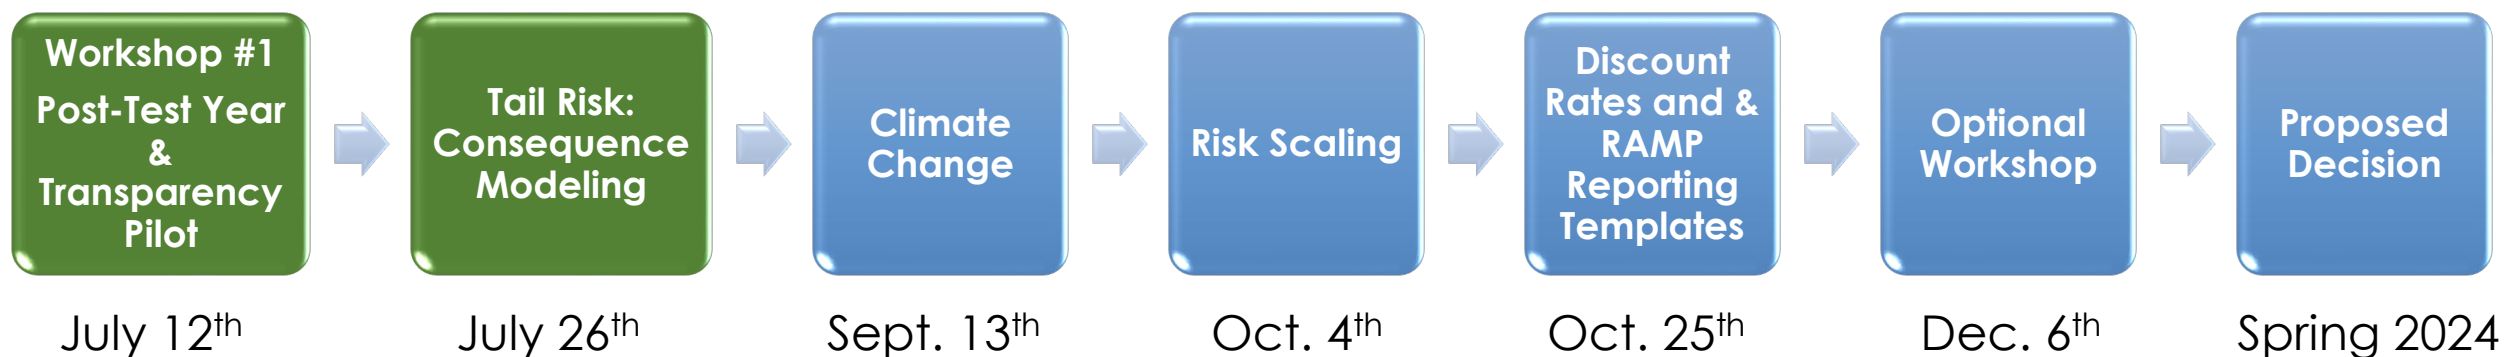 Workshop #1
Post-Test Year
&
Transparency
Pilot
July 12th
Tail Risk:
Consequence
Modeling
July 26th
Climate
Change
Sept. 13th
Risk Scaling
Oct. 4th
Discount
Rates and &
RAMP
Reporting
Templates
Oct. 25th
Optional
Workshop
Dec. 6th
Proposed
Decision
Spring 2024